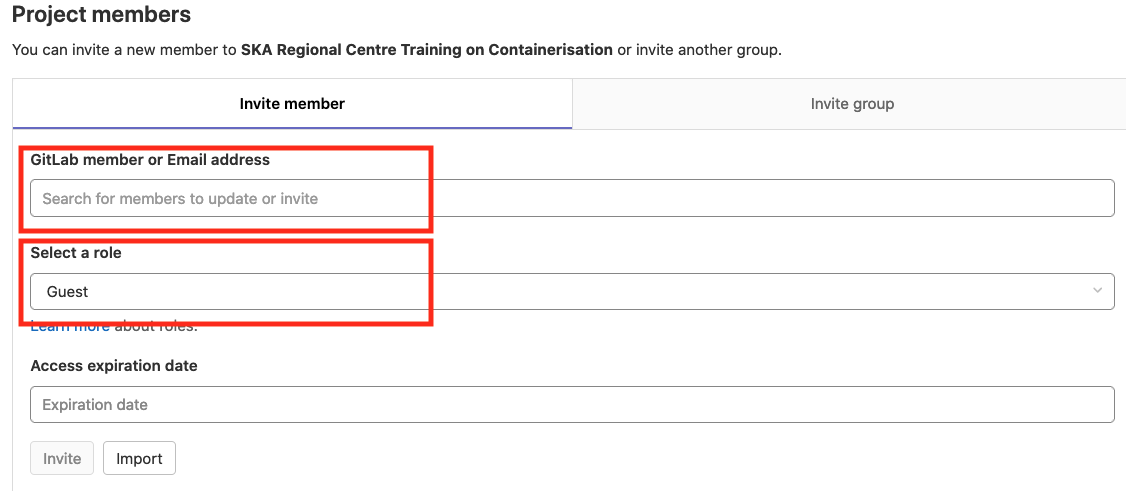 Project members
You can invite a new member to SKA Regional Centre Training on Containerisation or invite another group.
Invite member
Invite group
GitLab member or Email address
Search for members to update or invite
Select a role
Guest
Learn more about roles.
Access expiration date
Expiration date
Invite
Import